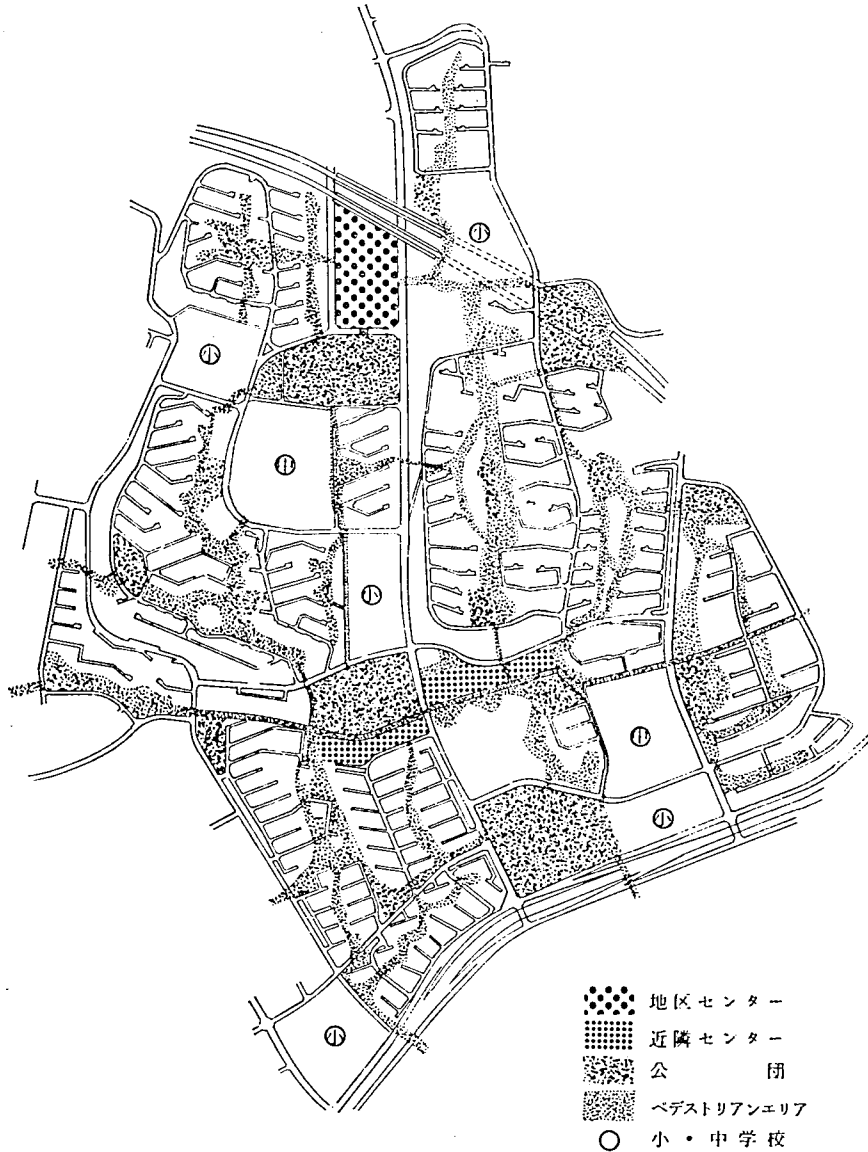 小
小
中
小
中
小
小
地区センター
近隣センター
公　　団
ペデストリアンエリア
小・中学校